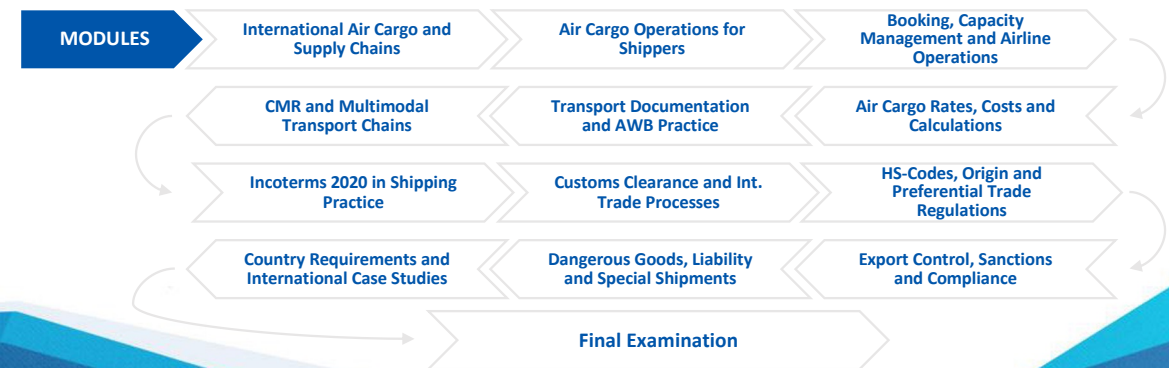 MODULES
International Air Cargo and
Supply Chains
Air Cargo Operations for
Shippers
Booking, Capacity
Management and Airline
Operations
Air Cargo Rates, Costs and
Calculations
Transport Documentation
and AWB Practice
CMR and Multimodal
Transport Chains
Incoterms 2020 in Shipping
Practice
Customs Clearance and Int.
Trade Processes
HS-Codes, Origin and
Preferential Trade
Regulations
Export Control, Sanctions
and Compliance
Dangerous Goods, Liability
and Special Shipments
Country Requirements and
International Case Studies
Final Examination